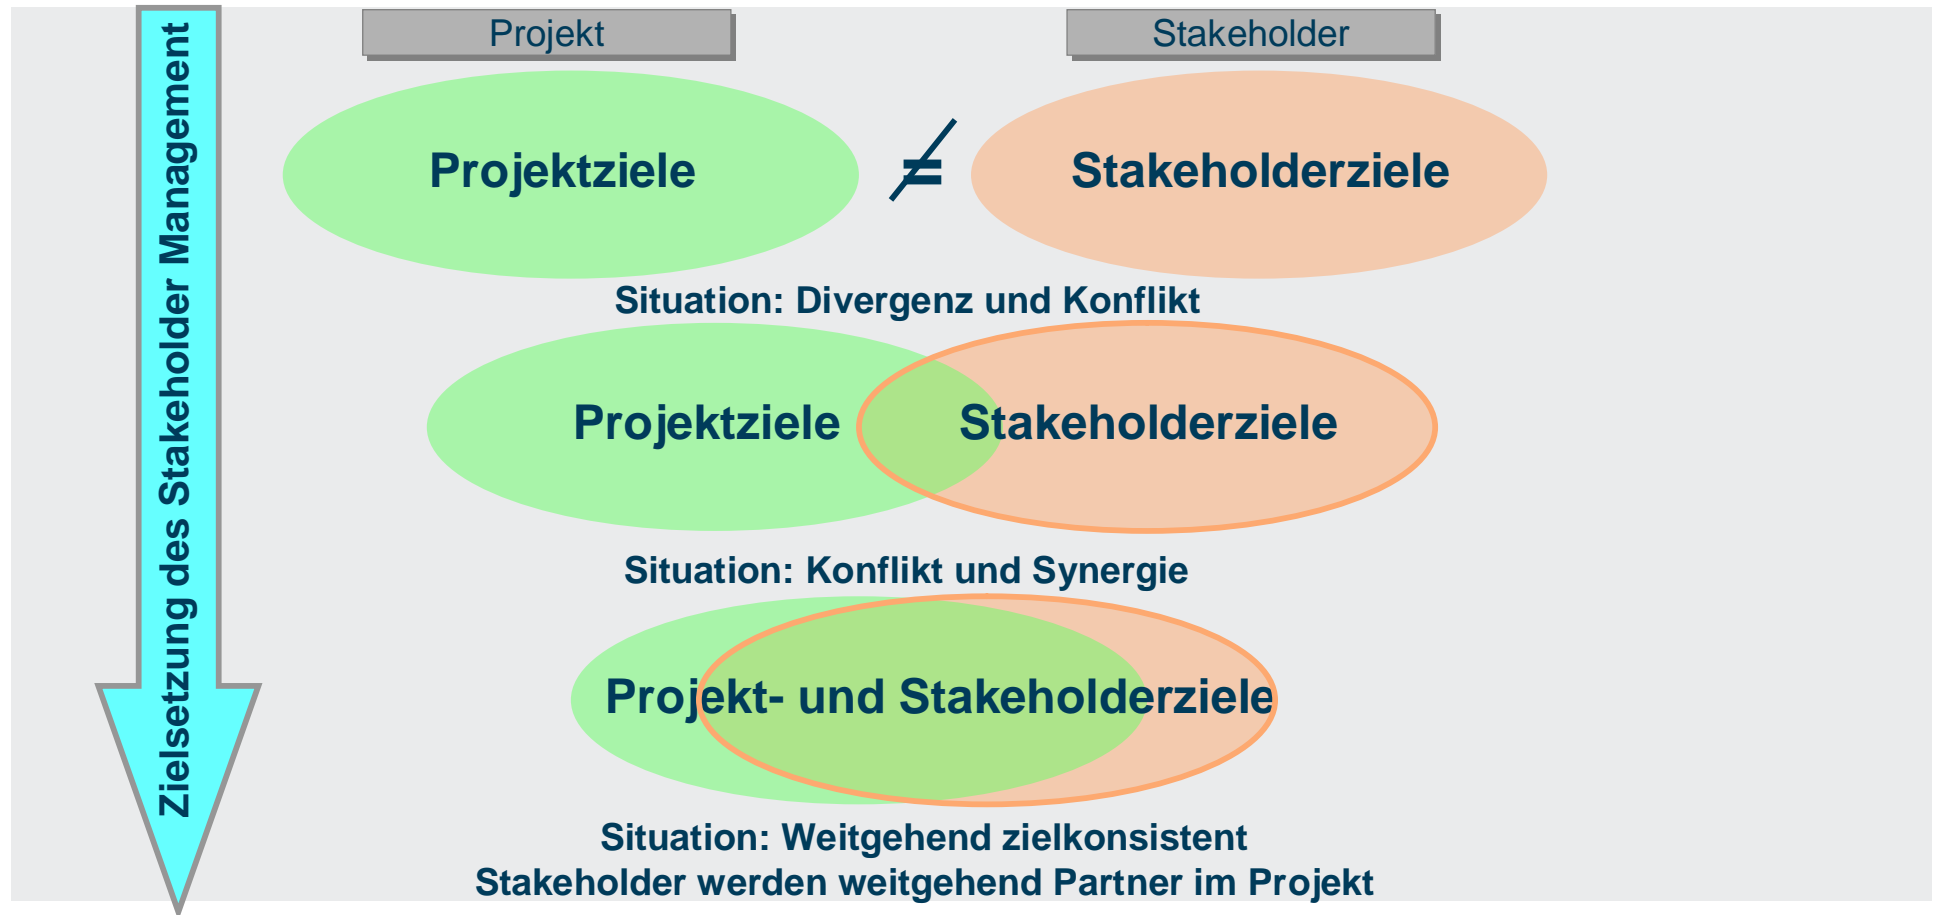 Zielsetzung des Stakeholder Management
Projekt
Stakeholder
Projektziele
≠
Stakeholderziele
Situation: Divergenz und Konflikt
Projektziele
Stakeholderziele
Situation: Konflikt und Synergie
Projekt- und Stakeholderziele
Situation: Weitgehend zielkonsistent
Stakeholder werden weitgehend Partner im Projekt